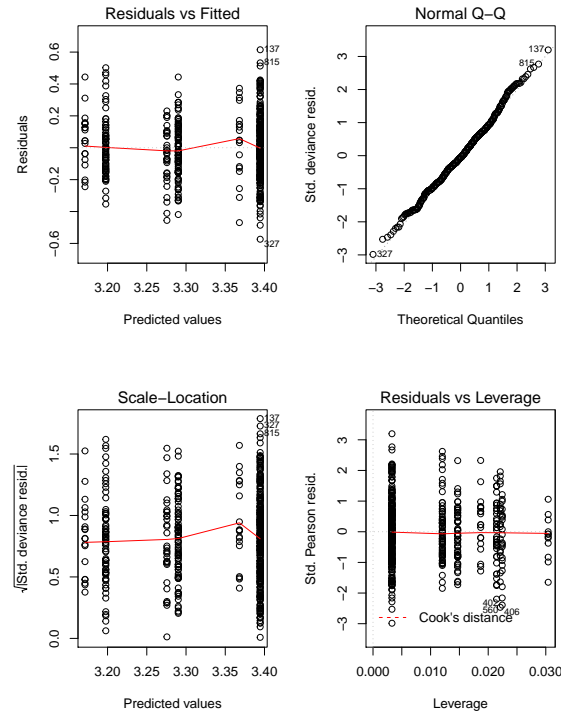 Residuals vs Fitted
Residuals
0.6
0.4
0.2
−0.2
−0.6
137
815
327
3.20 3.25 3.30 3.35 3.40
Predicted values
Normal Q−Q
Std. deviance resid.
3
2
1
0
−1
−2
−3
137
815
327
−3 −2 −1 0 1 2 3
Theoretical Quantiles
Scale−Location
√|Std. deviance resid.|
1.5
1.0
0.5
0.0
137
327
815
3.20 3.25 3.30 3.35 3.40
Predicted values
Residuals vs Leverage
Std. Pearson resid.
3
2
1
0
−1
−2
−3
560
406
Cook's distance
0.000 0.010 0.020 0.030
Leverage